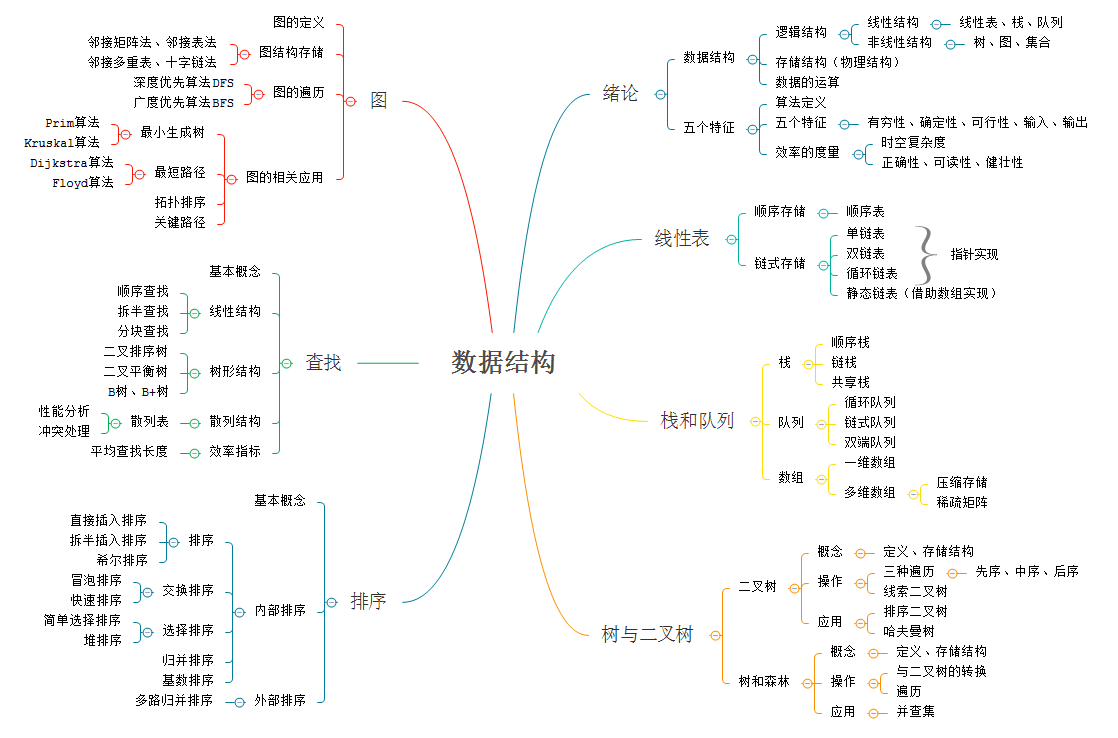 数据结构
绪论
数据结构
逻辑结构
线性结构
线性表、栈、队列
非线性结构
树、图、集合
存储结构（物理结构）
数据的运算
五个特征
算法定义
五个特征
有穷性、确定性、可行性、输入、输出
效率的度量
时空复杂度
正确性、可读性、健壮性
线性表
顺序存储
顺序表
链式存储
单链表
双链表
循环链表
指针实现
静态链表（借助数组实现）
栈和队列
栈
顺序栈
链栈
共享栈
队列
循环队列
链式队列
双端队列
数组
一维数组
多维数组
压缩存储
稀疏矩阵
树与二叉树
二叉树
概念
定义、存储结构
操作
三种遍历
先序、中序、后序
线索二叉树
应用
排序二叉树
哈夫曼树
树和森林
概念
定义、存储结构
操作
与二叉树的转换
遍历
应用
并查集
图
图的定义
图结构存储
邻接矩阵法、邻接表法
邻接多重表、十字链法
图的遍历
深度优先算法DFS
广度优先算法BFS
图的相关应用
最小生成树
Prim算法
Kruskal算法
最短路径
Dijkstra算法
Floyd算法
拓扑排序
关键路径
查找
基本概念
线性结构
顺序查找
拆半查找
分块查找
树形结构
二叉排序树
二叉平衡树
B树、B+树
散列结构
散列表
性能分析
冲突处理
效率指标
平均查找长度
排序
基本概念
内部排序
排序
直接插入排序
拆半插入排序
希尔排序
交换排序
冒泡排序
快速排序
选择排序
简单选择排序
堆排序
归并排序
基数排序
外部排序
多路归并排序